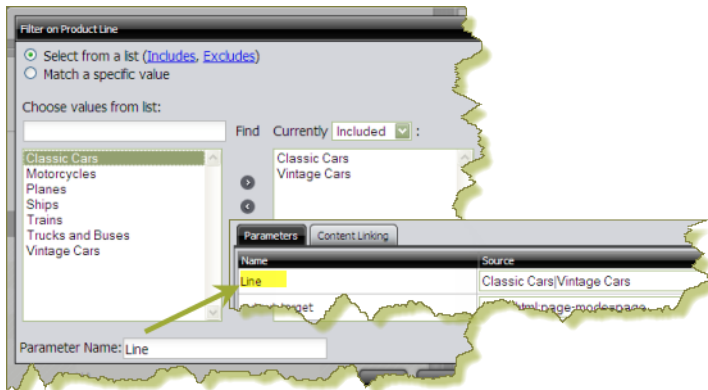 Filter on Product Line
Select from a list (Includes, Excludes)
Match a specific value
Choose values from list:
Find Currently Included :
Classic Cars
Motorcycles
Planes
Ships
Trains
Trucks and Buses
Vintage Cars
Classic Cars
Vintage Cars
Parameters Content Linking
Name Source
Line Classic Cars|Vintage Cars
Parameter Name: Line